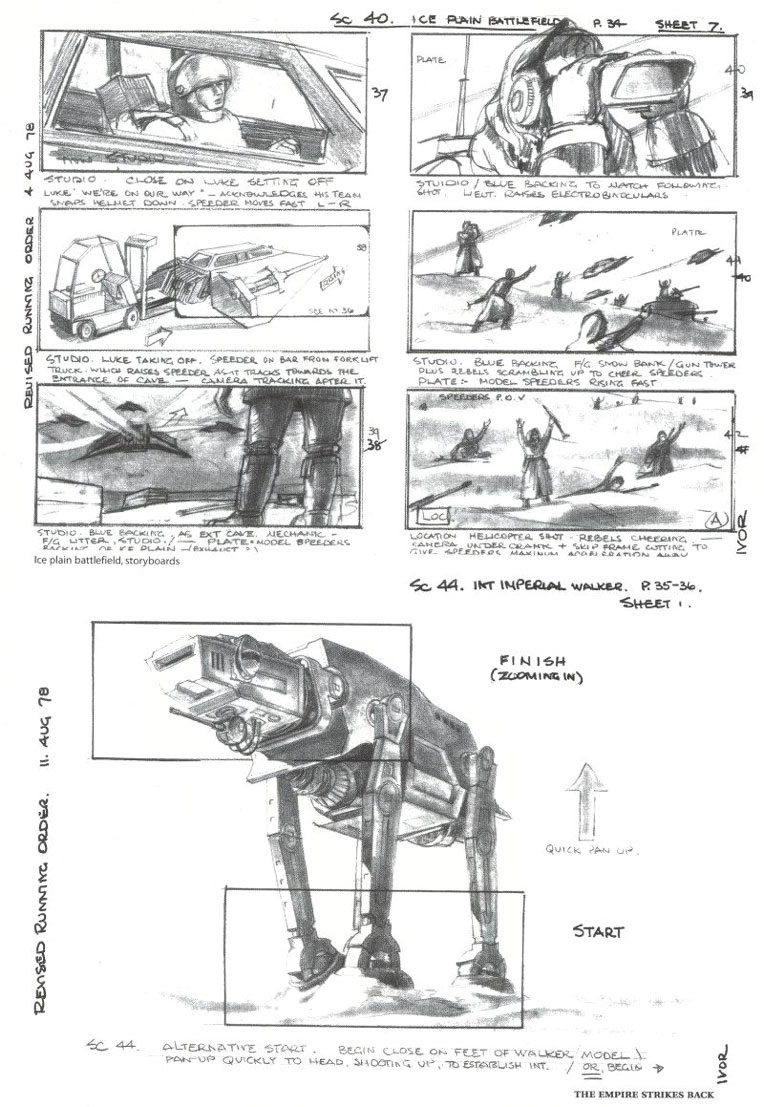 SC 40. ICE PLAIN BATTLEFIELD P. 34 SHEET 7.
REVISED RUNNING ORDER 4 AUG 78
37
STUDIO. CLOSE ON LUKE SETTING OFF
LUKE "WE'RE ON OUR WAY" - ACKNOWLEDGES HIS TEAM
SNAPS HELMET DOWN. SPEEDER MOVES FAST L-R
PLATE
40
39
STUIDIO / BLUE BACKING TO MATCH FOLLOWING
SHOT. LIEUT. RAISES ELECTROBINOCULARS
38
SEE No 36
STUDIO. LUKE TAKING OFF. SPEEDER ON BAR FROM FORKLIFT
TRUCK. WHICH RAISES SPEEDER AS IT TRACKS TOWARDS THE
ENTRANCE OF CAVE — CAMERA TRACKING AFTER IT.
PLATE
41
40
STUDIO. BLUE BACKING F/G SNOW BANK / GUN TOWER
PLUS REBELS SCRAMBLING UP TO CHEER SPEEDERS.
PLATE:- MODEL SPEEDERS RISING FAST
39
38
STUDIO. BLUE BACKING. AS EXT CAVE. MECHANIC -
F/G LITTER, STUDIO. / — PLATE: MODEL SPEEDERS
BACKING OF ICE PLAIN - (EXHAUST ?)
SPEEDERS P.O.V
42
LOC
A
IVOR
LOCATION HELICOPTER SHOT. REBELS CHEERING —
CAMERA UNDERCRANK + SKIP FRAME CUTTING TO
GIVE SPEEDERS MAXIMUM ACCELERATION AWAY
Ice plain battlefield, storyboards
SC 44. INT IMPERIAL WALKER. P. 35-36.
SHEET 1.
REVISED RUNNING ORDER. 11. AUG 78
FINISH
(ZOOMING IN)
QUICK PAN UP.
START
SC 44. ALTERNATIVE START. BEGIN CLOSE ON FEET OF WALKER (MODEL).
PAN UP QUICKLY TO HEAD, SHOOTING UP, TO ESTABLISH INT. / OR, BEGIN →
IVOR
THE EMPIRE STRIKES BACK